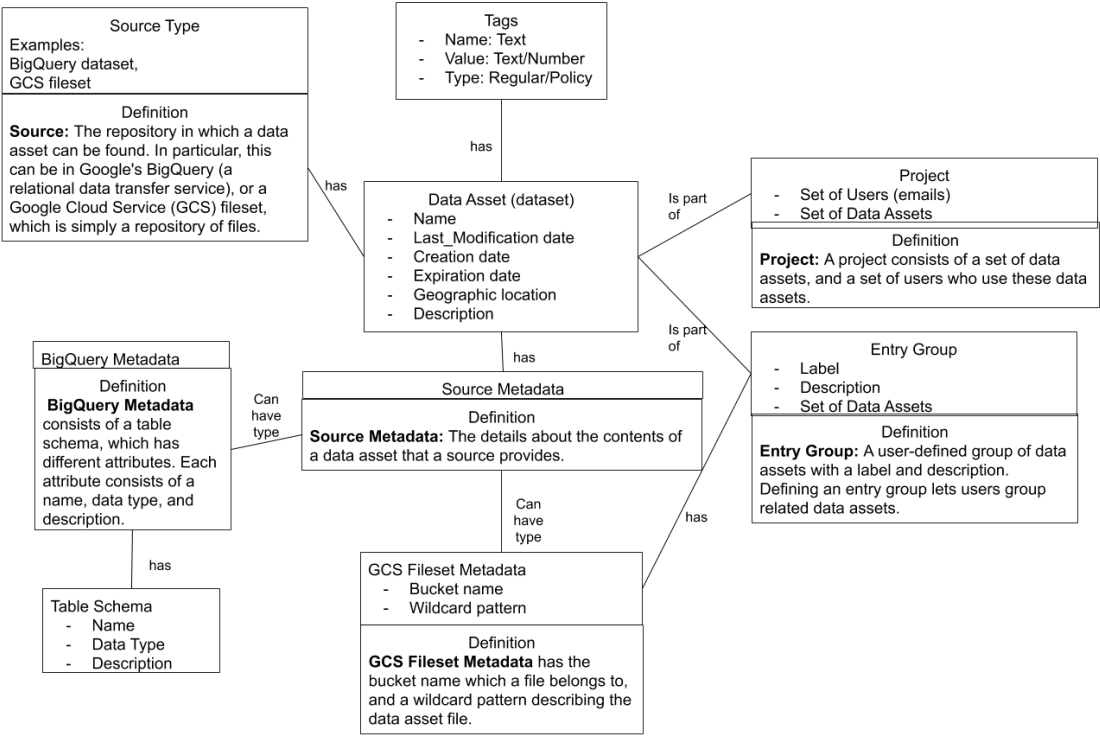 Source Type
Examples:
BigQuery dataset,
GCS fileset
Definition
Source: The repository in which a data
asset can be found. In particular, this
can be in Google's BigQuery (a
relational data transfer service), or a
Google Cloud Service (GCS) fileset,
which is simply a repository of files.
Tags
- Name: Text
- Value: Text/Number
- Type: Regular/Policy
has
has
Data Asset (dataset)
- Name
- Last_Modification date
- Creation date
- Expiration date
- Geographic location
- Description
Is part
of
Project
- Set of Users (emails)
- Set of Data Assets
Definition
Project: A project consists of a set of data
assets, and a set of users who use these data
assets.
Is part
of
Entry Group
- Label
- Description
- Set of Data Assets
Definition
Entry Group: A user-defined group of data
assets with a label and description.
Defining an entry group lets users group
related data assets.
has
Source Metadata
Definition
Source Metadata: The details about the contents of
a data asset that a source provides.
Can
have
type
BigQuery Metadata
Definition
BigQuery Metadata
consists of a table
schema, which has
different attributes. Each
attribute consists of a
name, data type, and
description.
has
Table Schema
- Name
- Data Type
- Description
Can
have
type
has
GCS Fileset Metadata
- Bucket name
- Wildcard pattern
Definition
GCS Fileset Metadata has the
bucket name which a file belongs to,
and a wildcard pattern describing the
data asset file.